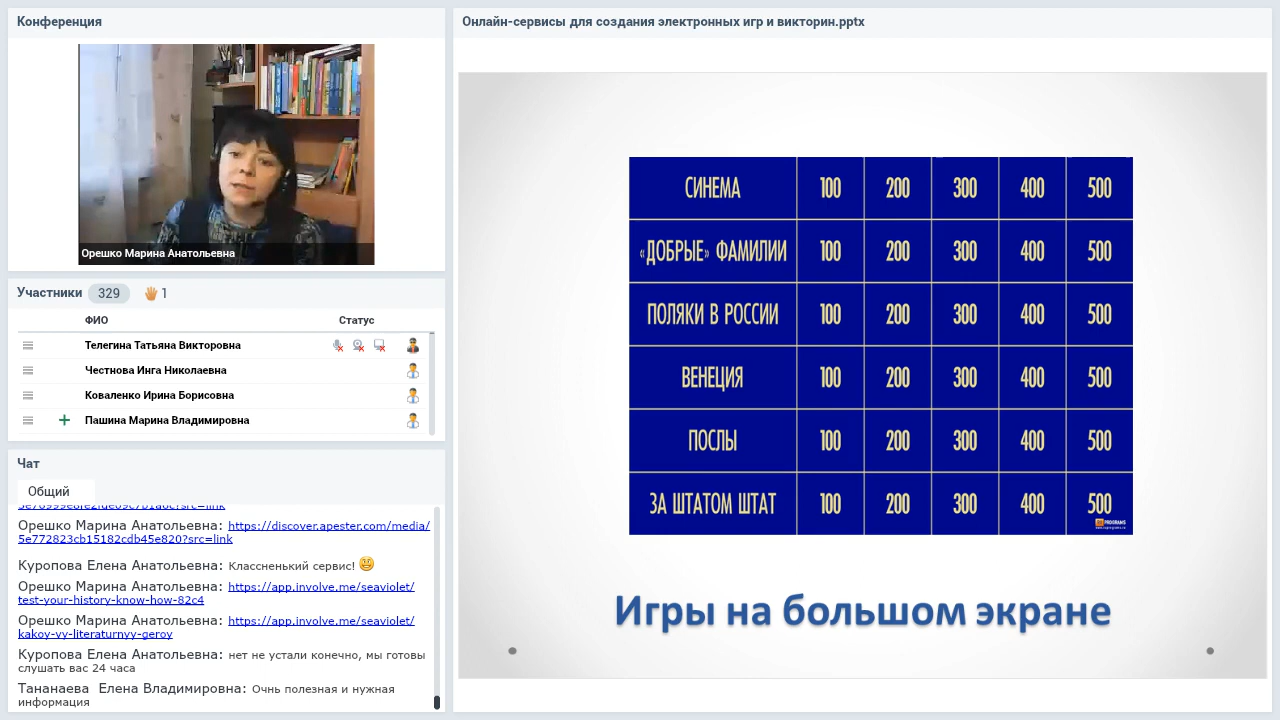 Конференция
Орешко Марина Анатольевна
Участники 329 1
ФИО Статус
Телегина Татьяна Викторовна
Честнова Инга Николаевна
Коваленко Ирина Борисовна
Пашина Марина Владимировна
Чат
Общий
Орешко Марина Анатольевна: https://discover.apester.com/media/
5e772823cb15182cdb45e820?src=link
Куропова Елена Анатольевна: Классненький сервис!
Орешко Марина Анатольевна: https://app.involve.me/seaviolet/
test-your-history-know-how-82c4
Орешко Марина Анатольевна: https://app.involve.me/seaviolet/
kakoy-vy-literaturnyy-geroy
Куропова Елена Анатольевна: нет не устали конечно, мы готовы
слушать вас 24 часа
Тананаева Елена Владимировна: Очнь полезная и нужная
информация
Онлайн-сервисы для создания электронных игр и викторин.pptx
СИНЕМА 100 200 300 400 500
«ДОБРЫЕ» ФАМИЛИИ 100 200 300 400 500
ПОЛЯКИ В РОССИИ 100 200 300 400 500
ВЕНЕЦИЯ 100 200 300 400 500
ПОСЛЫ 100 200 300 400 500
ЗА ШТАТОМ ШТАТ 100 200 300 400 500
Игры на большом экране